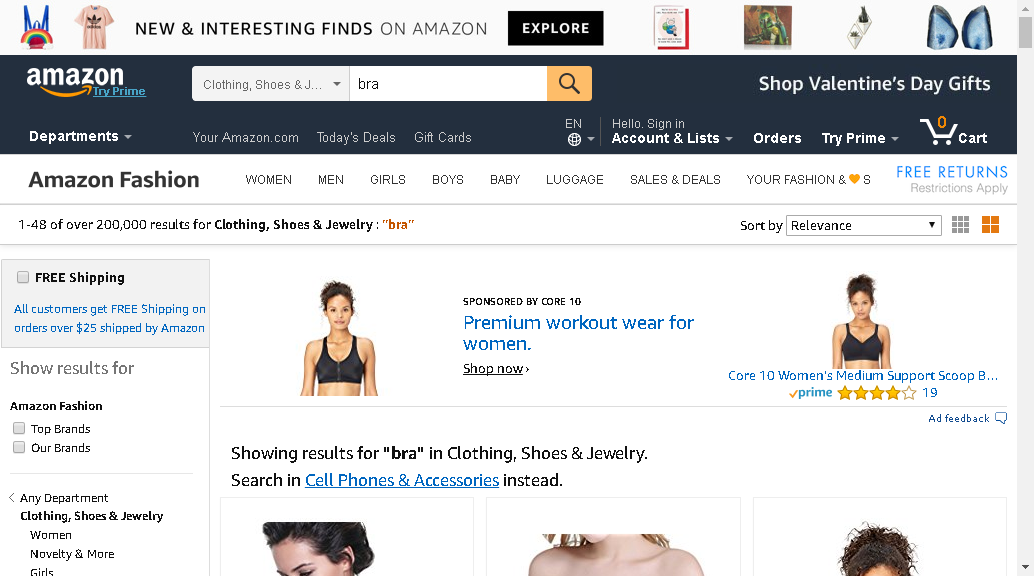 NEW & INTERESTING FINDS ON AMAZON EXPLORE
amazon
Try Prime
Clothing, Shoes & J...
bra
Shop Valentine's Day Gifts
Departments
Your Amazon.com
Today's Deals
Gift Cards
EN
Hello. Sign in
Account & Lists
Orders
Try Prime
0
Cart
Amazon Fashion
WOMEN
MEN
GIRLS
BOYS
BABY
LUGGAGE
SALES & DEALS
YOUR FASHION & S
FREE RETURNS
Restrictions Apply
1-48 of over 200,000 results for Clothing, Shoes & Jewelry : "bra"
Sort by Relevance
FREE Shipping
All customers get FREE Shipping on
orders over $25 shipped by Amazon
Show results for
Amazon Fashion
Top Brands
Our Brands
Any Department
Clothing, Shoes & Jewelry
Women
Novelty & More
Girls
SPONSORED BY CORE 10
Premium workout wear for
women.
Shop now ›
Core 10 Women's Medium Support Scoop B...
prime
19
Ad feedback
Showing results for "bra" in Clothing, Shoes & Jewelry.
Search in Cell Phones & Accessories instead.